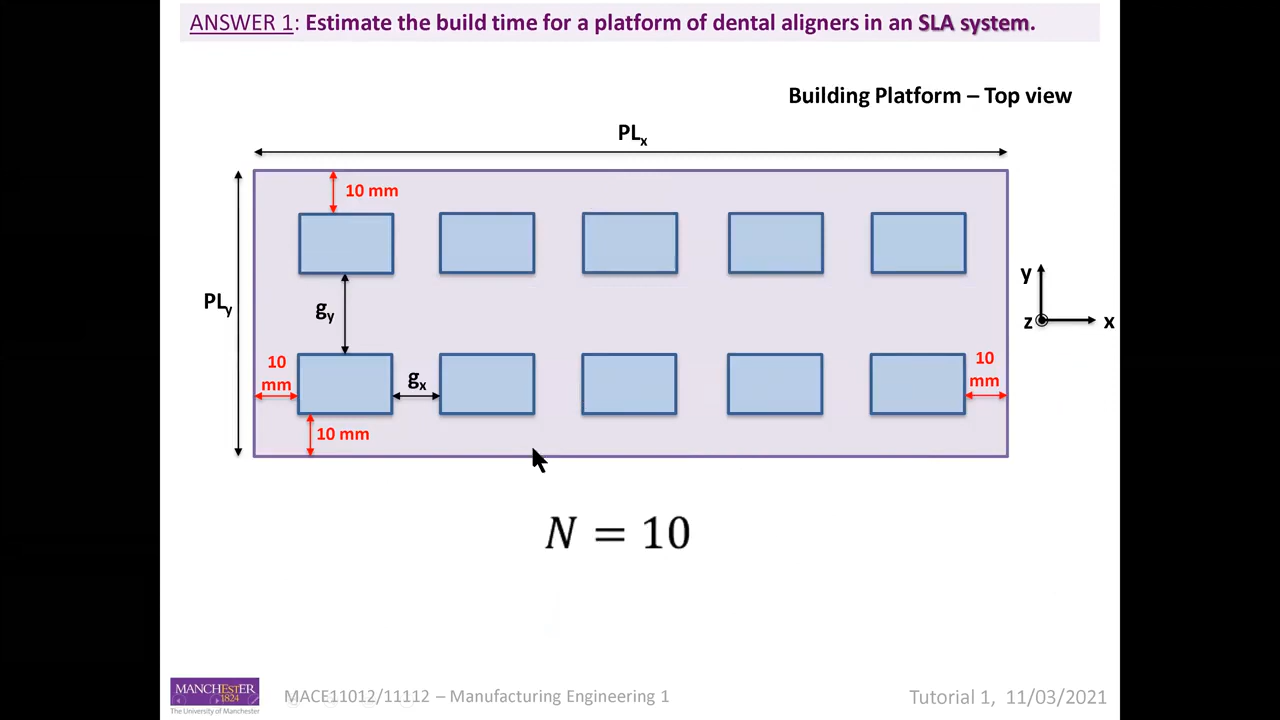 ANSWER 1: Estimate the build time for a platform of dental aligners in an SLA system.
Building Platform – Top view
PLx
10 mm
PLy
gy
y
z
x
10
mm
gx
10
mm
10 mm
N = 10
MANCHESTER
1824
The University of Manchester
MACE11012/11112 – Manufacturing Engineering 1
Tutorial 1, 11/03/2021